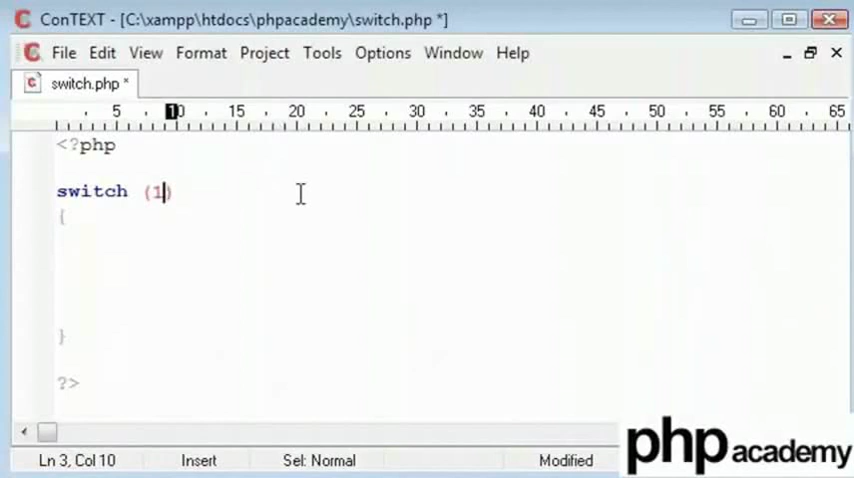 ConTEXT - [C:\xampp\htdocs\phpacademy\switch.php *]
File Edit View Format Project Tools Options Window Help
switch.php *
5 10 15 20 25 30 35 40 45 50 55 60 65
<?php
switch (1)
{
}
?>
Ln 3, Col 10 Insert Sel: Normal Modified
php academy